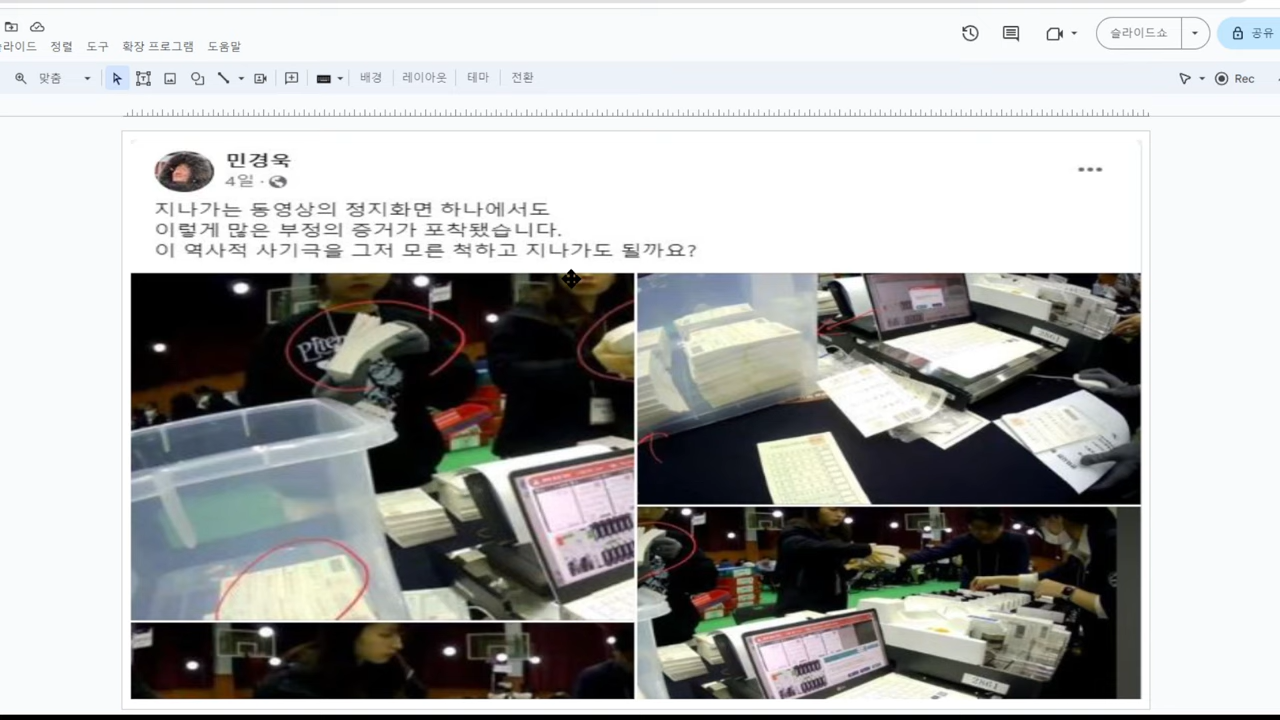 라이드 정렬 도구 확장 프로그램 도움말
슬라이드쇼
공유
맞춤
배경 레이아웃 테마 전환
Rec
민경욱
4일 ·
지나가는 동영상의 정지화면 하나에서도
이렇게 많은 부정의 증거가 포착됐습니다.
이 역사적 사기극을 그저 모른 척하고 지나가도 될까요?
2861